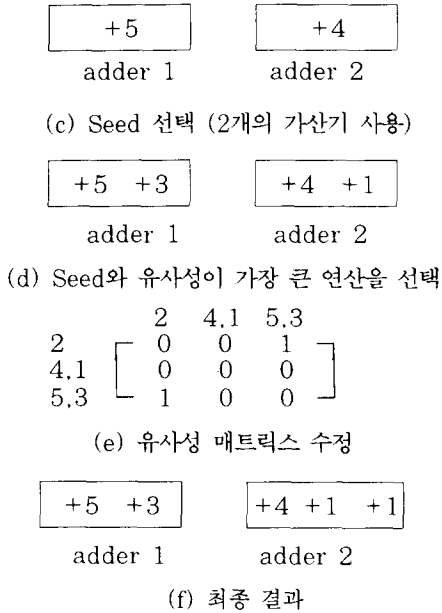 +5 +4
adder 1 adder 2
(c) Seed 선택 (2개의 가산기 사용)
+5 +3 +4 +1
adder 1 adder 2
(d) Seed와 유사성이 가장 큰 연산을 선택
2 4,1 5,3
2 0 0 1
4,1 0 0 0
5,3 1 0 0
(e) 유사성 매트릭스 수정
+5 +3 +4 +1 +1
adder 1 adder 2
(f) 최종 결과